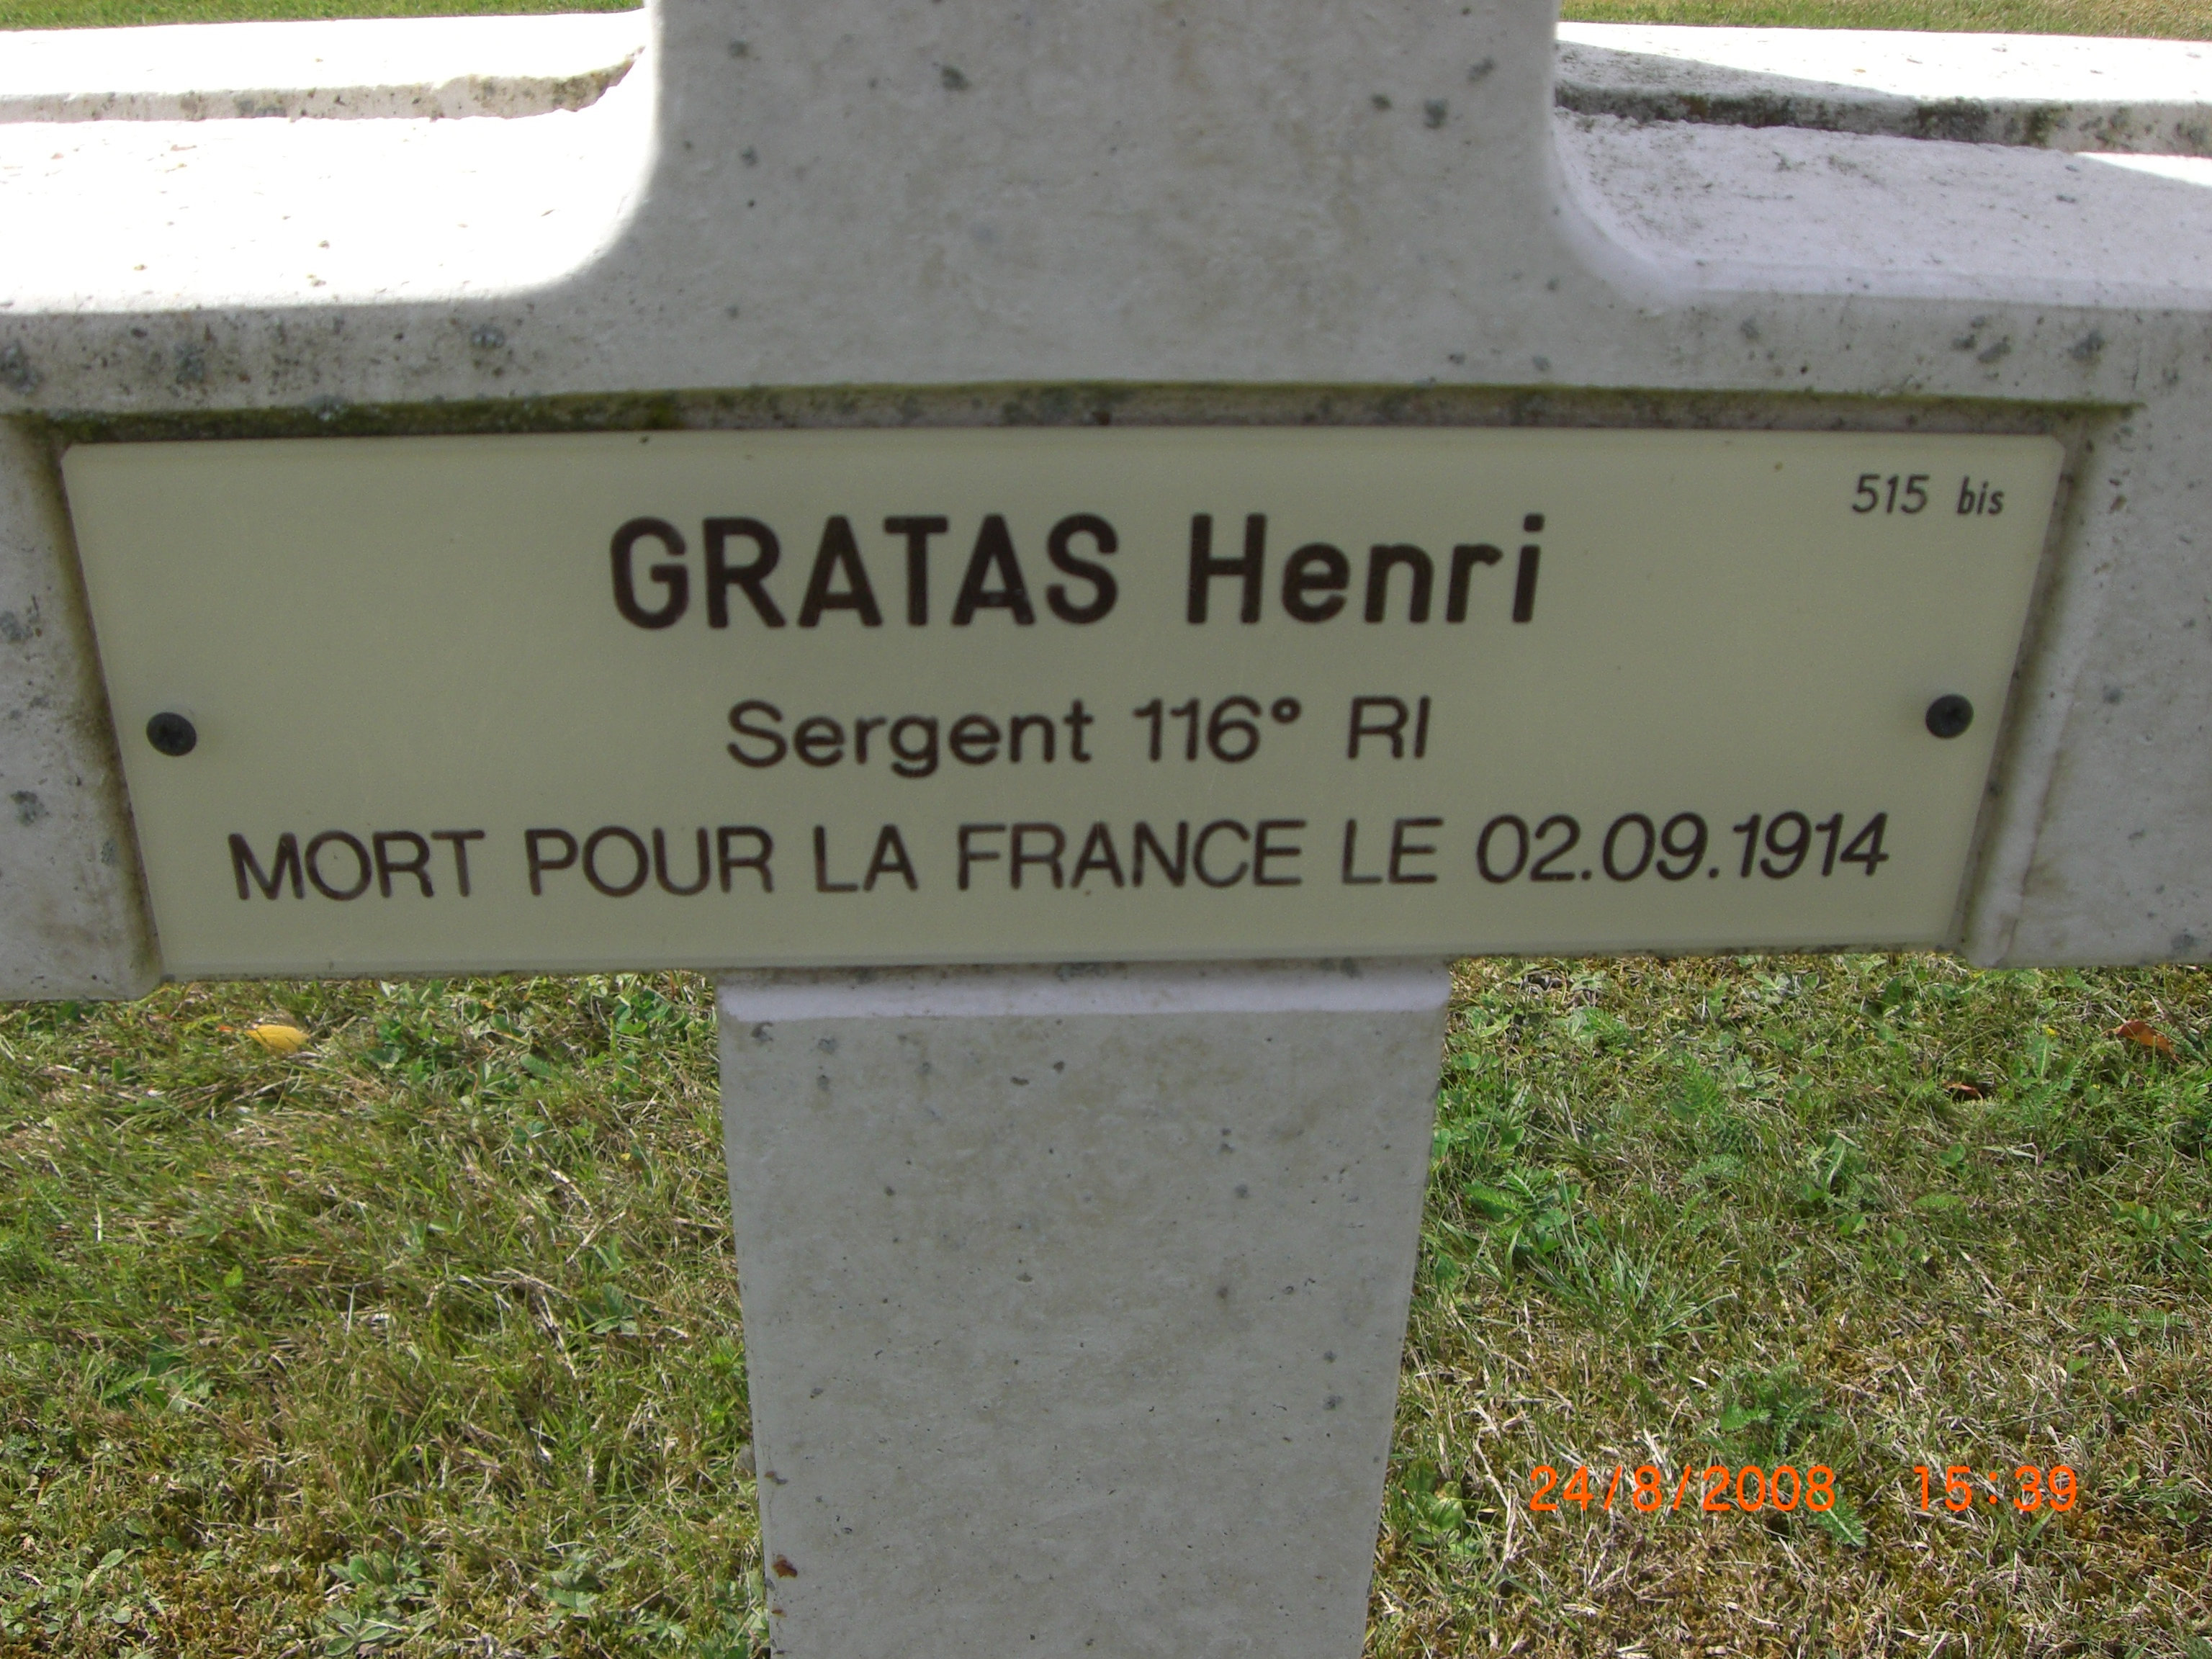 515 bis
GRATAS Henri
Sergent 116° RI
MORT POUR LA FRANCE LE 02.09.1914
24/8/2008 15:39